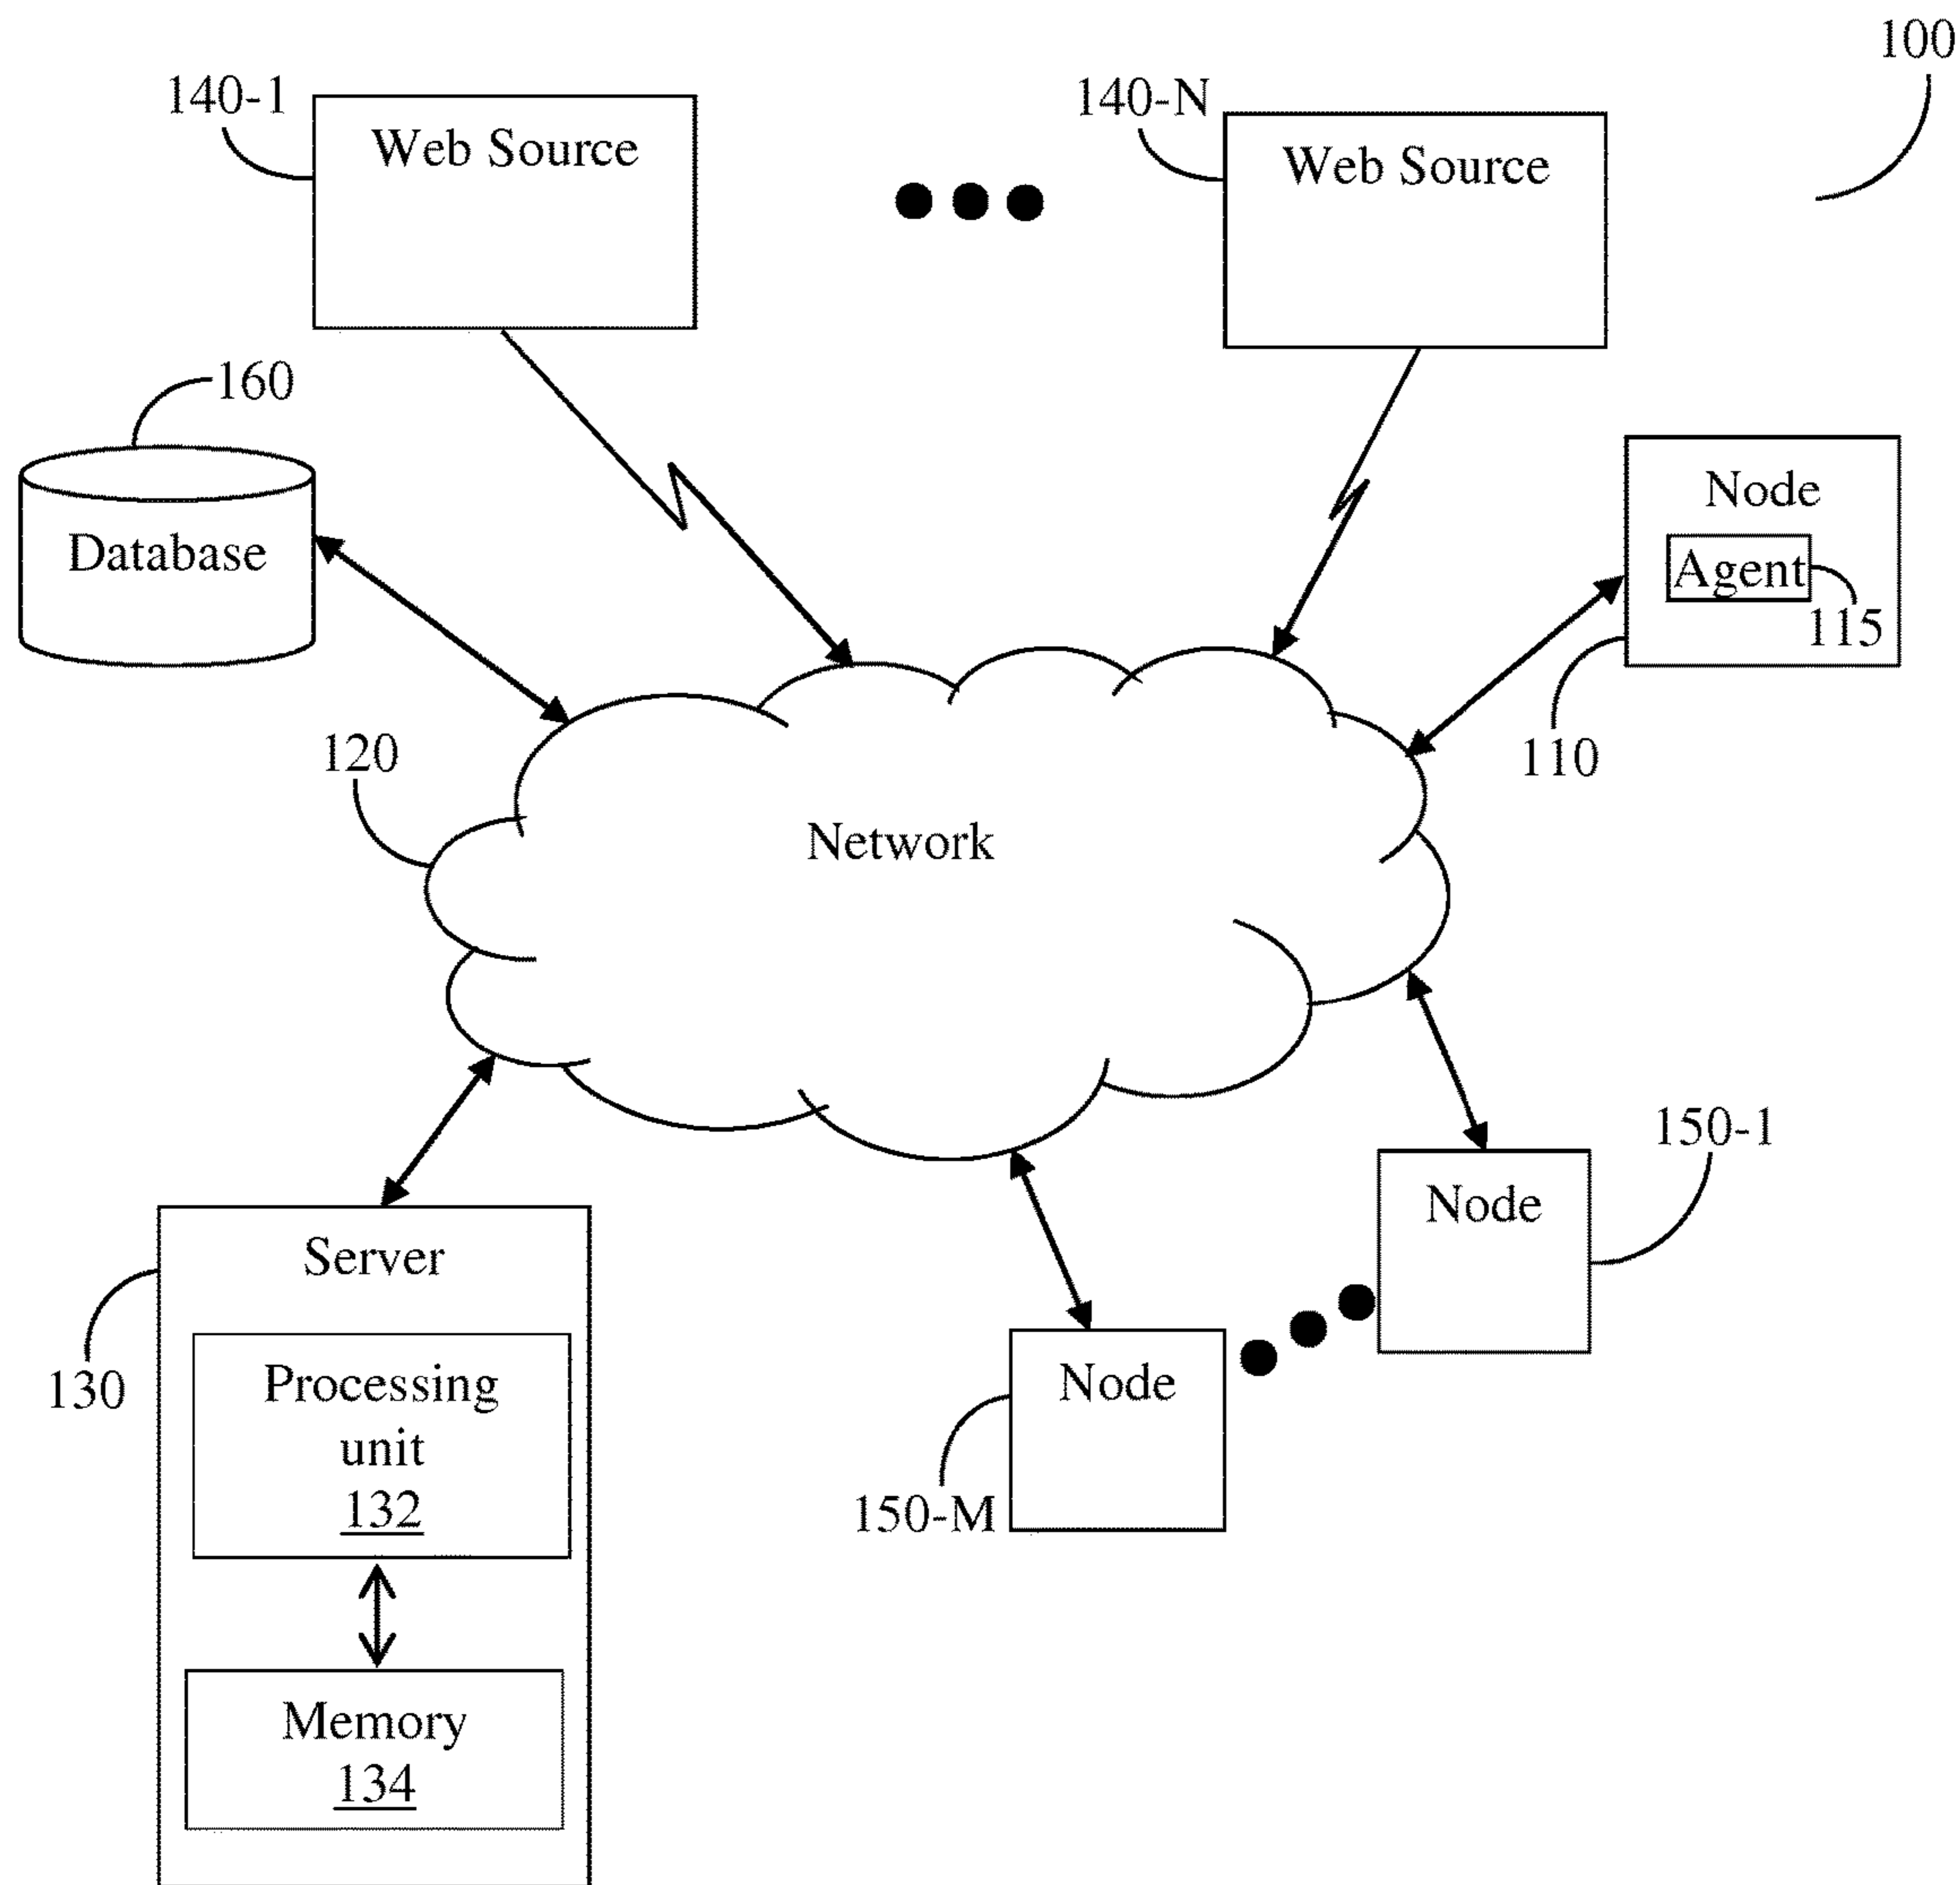 100
140-1
Web Source
140-N
Web Source
160
Database
Node
Agent
115
110
120
Network
150-1
Node
Server
130
Processing
unit
132
Node
150-M
Memory
134